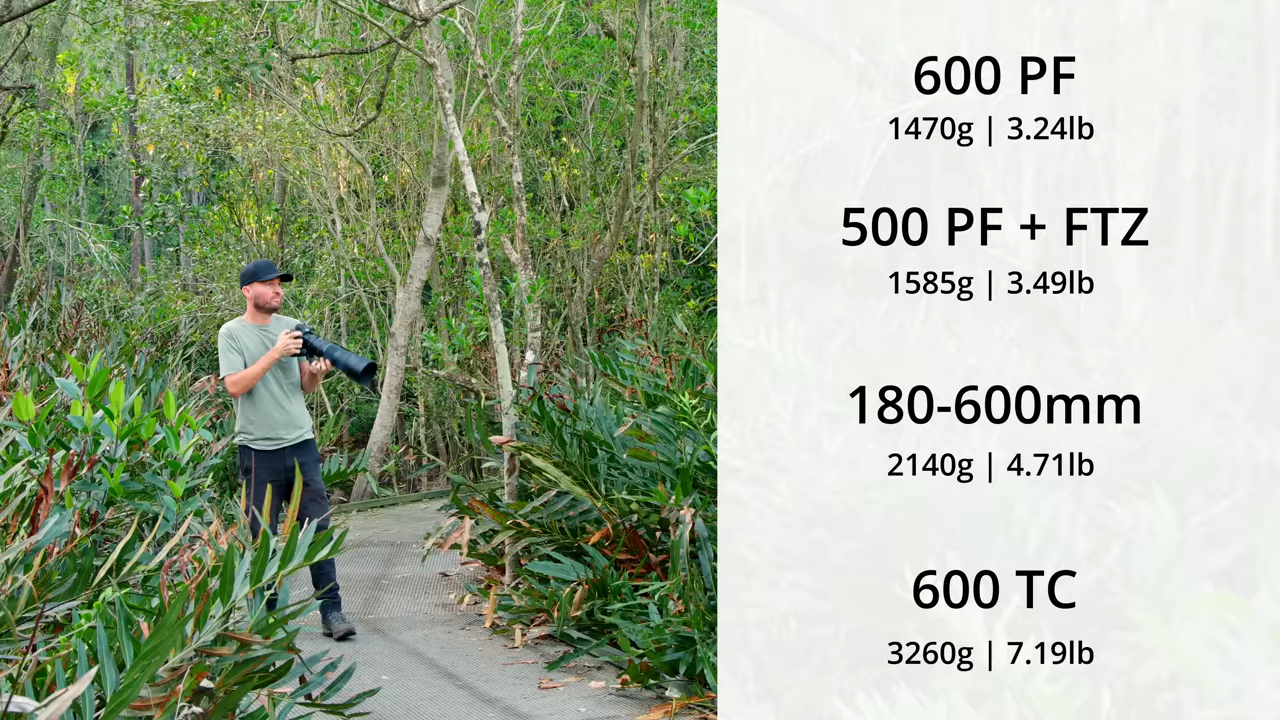 600 PF
1470g | 3.24lb
500 PF + FTZ
1585g | 3.49lb
180-600mm
2140g | 4.71lb
600 TC
3260g | 7.19lb